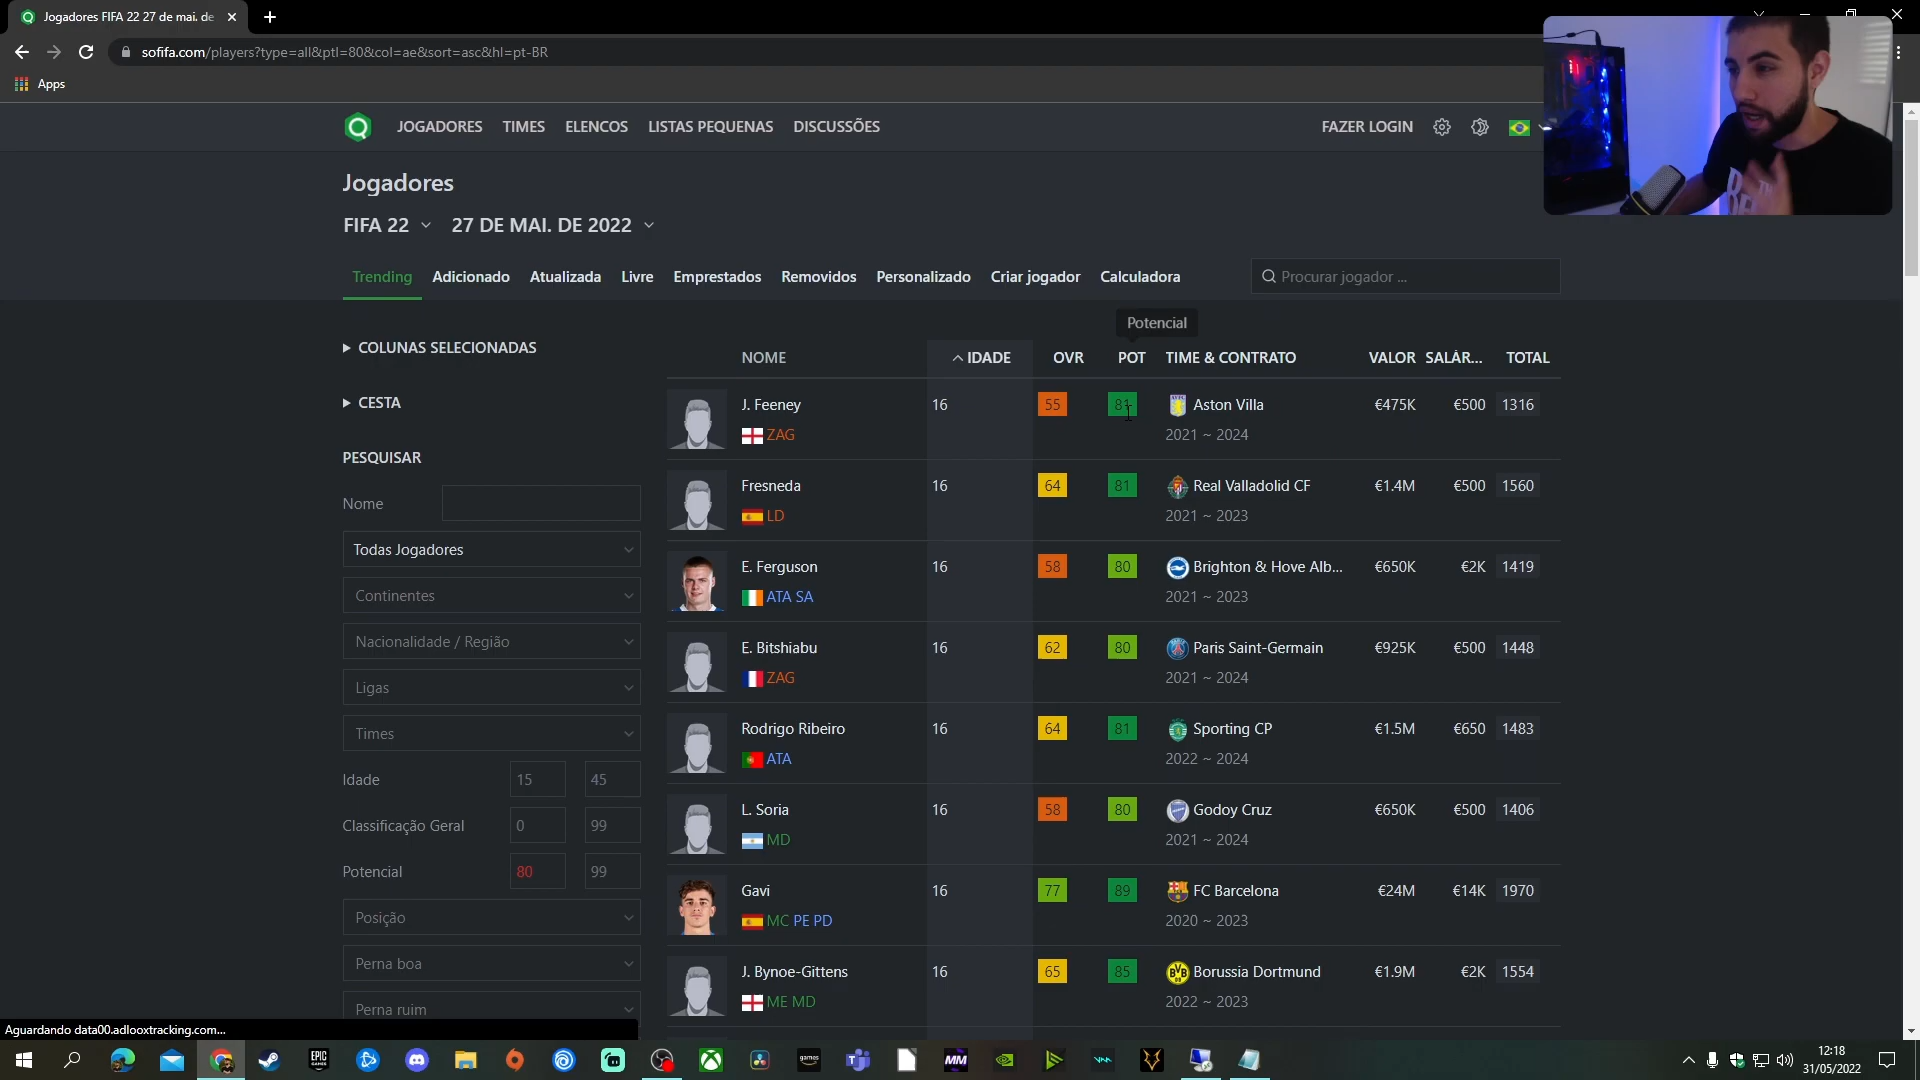 Jogadores FIFA 22 27 de mai. de
sofifa.com/players?type=all&ptl=80&col=ae&sort=asc&hl=pt-BR
Apps
JOGADORES TIMES ELENCOS LISTAS PEQUENAS DISCUSSÕES FAZER LOGIN
Jogadores
FIFA 22 27 DE MAI. DE 2022
Trending Adicionado Atualizada Livre Emprestados Removidos Personalizado Criar jogador Calculadora Procurar jogador ...
Potencial
COLUNAS SELECIONADAS
CESTA
PESQUISAR
Nome
Todas Jogadores
Continentes
Nacionalidade / Região
Ligas
Times
Idade 15 45
Classificação Geral 0 99
Potencial 80 99
Posição
Perna boa
Perna ruim
NOME IDADE OVR POT TIME & CONTRATO VALOR SALÁR... TOTAL
J. Feeney 16 55 81 Aston Villa €475K €500 1316
ZAG 2021 ~ 2024
Fresneda 16 64 81 Real Valladolid CF €1.4M €500 1560
LD 2021 ~ 2023
E. Ferguson 16 58 80 Brighton & Hove Alb... €650K €2K 1419
ATA SA 2021 ~ 2023
E. Bitshiabu 16 62 80 Paris Saint-Germain €925K €500 1448
ZAG 2021 ~ 2024
Rodrigo Ribeiro 16 64 81 Sporting CP €1.5M €650 1483
ATA 2022 ~ 2024
L. Soria 16 58 80 Godoy Cruz €650K €500 1406
MD 2021 ~ 2024
Gavi 16 77 89 FC Barcelona €24M €14K 1970
MC PE PD 2020 ~ 2023
J. Bynoe-Gittens 16 65 85 Borussia Dortmund €1.9M €2K 1554
ME MD 2022 ~ 2023
Aguardando data00.adlooxtracking.com...
12:18
31/05/2022